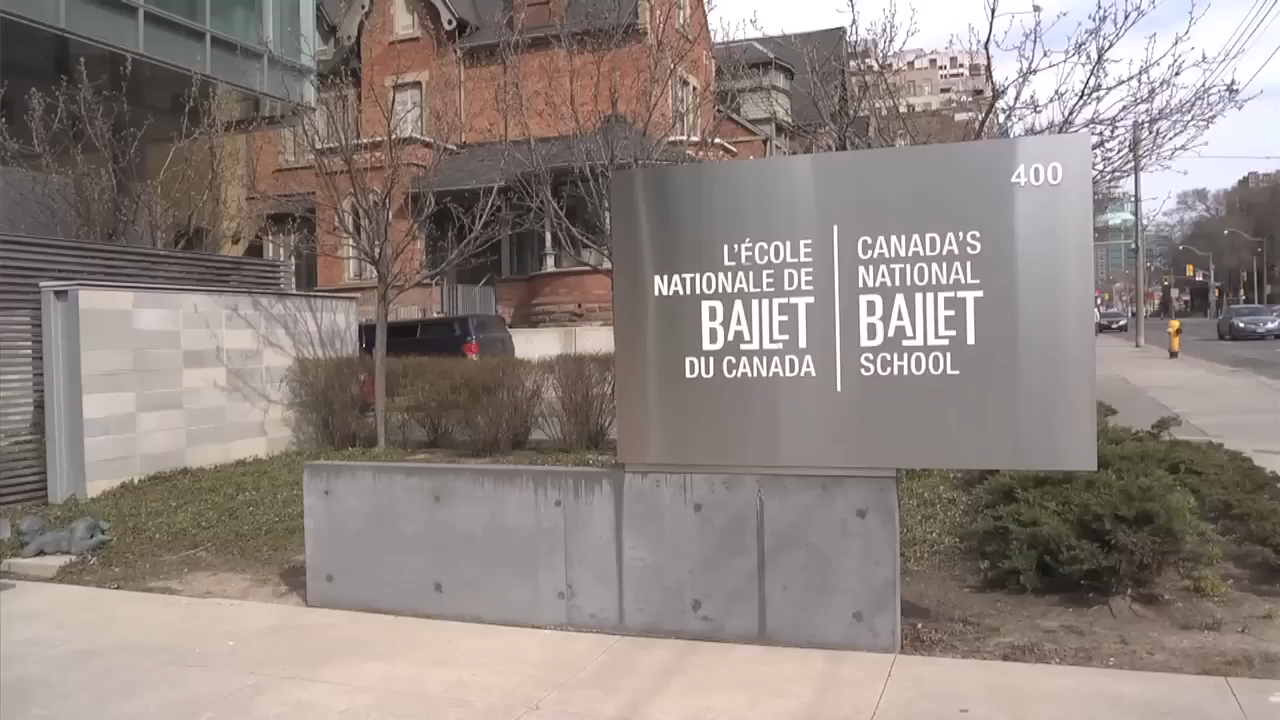 400
L'ÉCOLE
NATIONALE DE
BALLET
DU CANADA
CANADA'S
NATIONAL
BALLET
SCHOOL